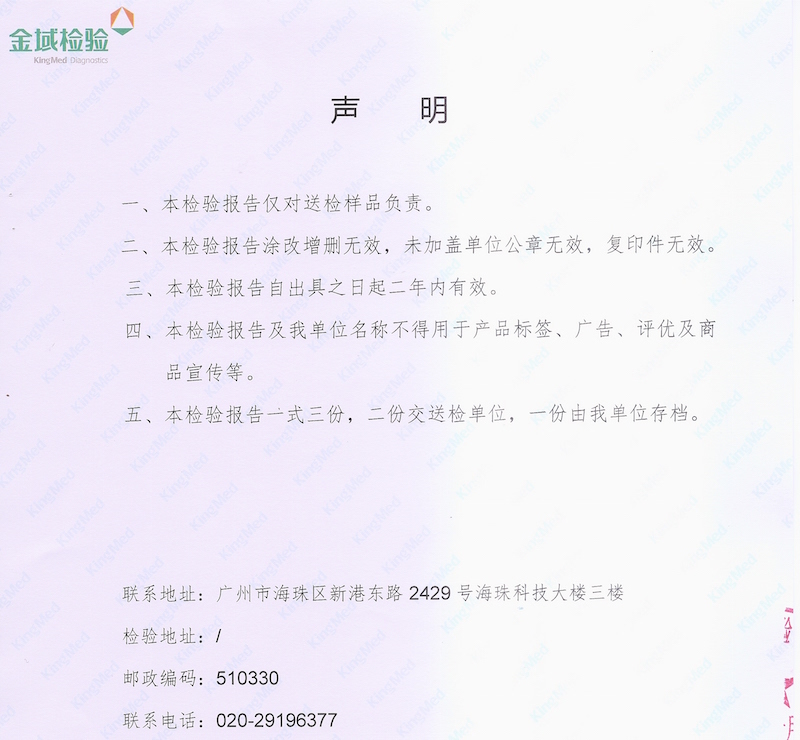 金域检验
KingMed Diagnostics
声 明
一、本检验报告仅对送检样品负责。
二、本检验报告涂改增删无效，未加盖单位公章无效，复印件无效。
三、本检验报告自出具之日起二年内有效。
四、本检验报告及我单位名称不得用于产品标签、广告、评优及商
品宣传等。
五、本检验报告一式三份，二份交送检单位，一份由我单位存档。
联系地址：广州市海珠区新港东路 2429 号海珠科技大楼三楼
检验地址：/
邮政编码：510330
联系电话：020-29196377